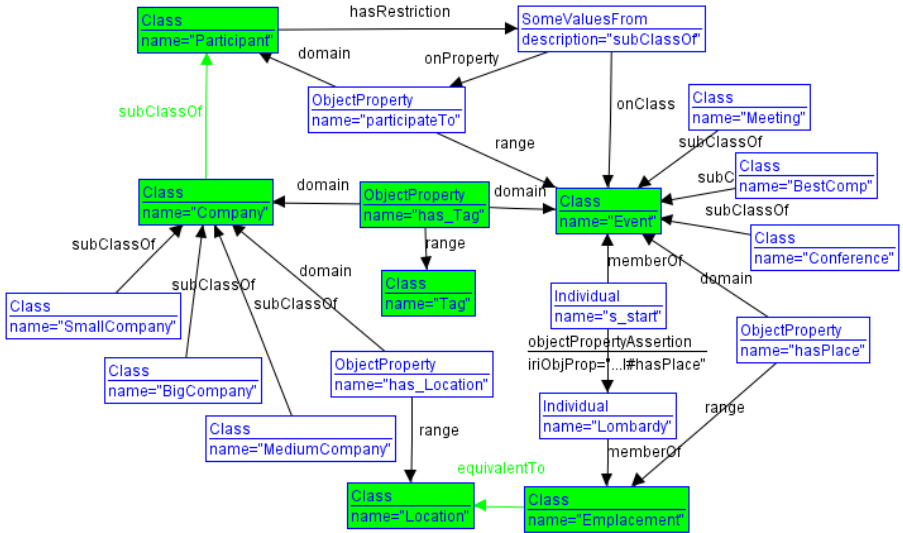 hasRestriction
Class
name="Participant"
SomeValuesFrom
description="subClassOf"
domain
onProperty
ObjectProperty
name="participateTo"
onClass
Class
name="Meeting"
subClassOf
range
subClassOf
Class
name="BestComp"
subC
Class
name="Company"
domain
ObjectProperty
name="has_Tag"
domain
Class
name="Event"
subClassOf
Class
name="Conference"
subClassOf
range
memberOf
domain
subClassOf
domain
subClassOf
Class
name="Tag"
Class
name="SmallCompany"
Individual
name="s_start"
ObjectProperty
name="hasPlace"
objectPropertyAssertion
iriObjProp="...l#hasPlace"
Class
name="BigCompany"
ObjectProperty
name="has_Location"
Individual
name="Lombardy"
range
Class
name="MediumCompany"
range
memberOf
equivalentTo
Class
name="Location"
Class
name="Emplacement"